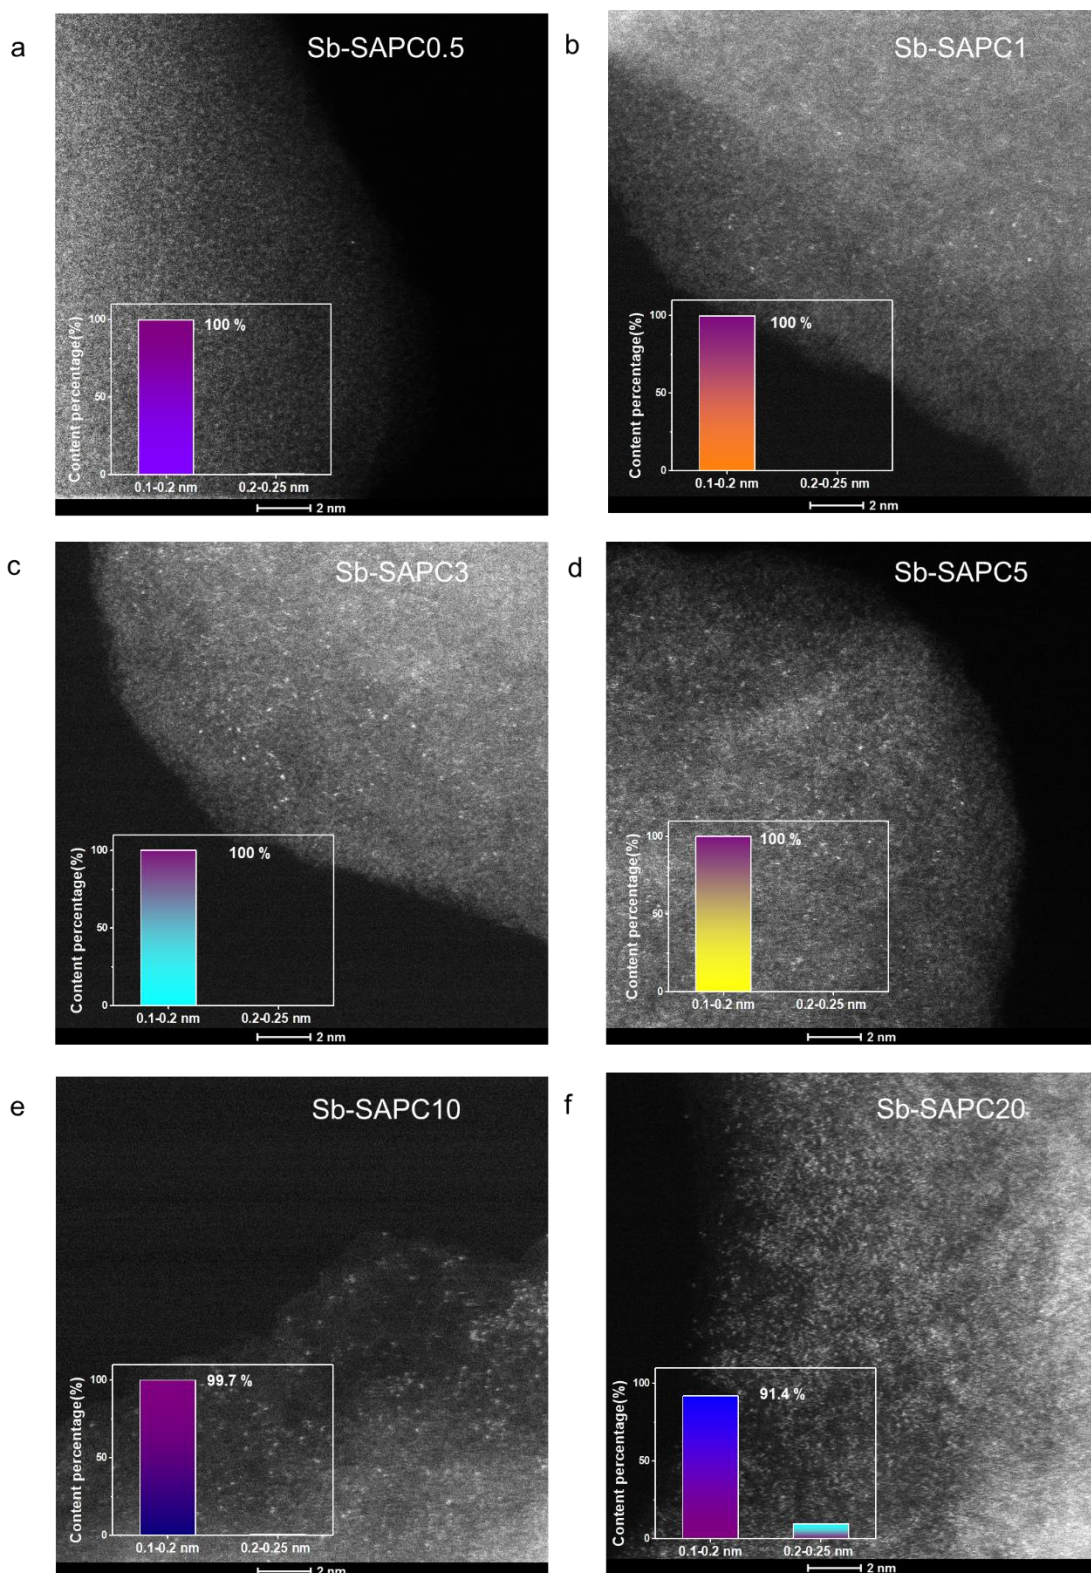 a
Sb-SAPC0.5
Content percentage(%)
100
50
0
100 %
0.1-0.2 nm
0.2-0.25 nm
2 nm
b
Sb-SAPC1
Content percentage(%)
100
50
0
100 %
0.1-0.2 nm
0.2-0.25 nm
2 nm
c
Sb-SAPC3
Content percentage(%)
100
50
0
100 %
0.1-0.2 nm
0.2-0.25 nm
2 nm
d
Sb-SAPC5
Content percentage(%)
100
50
0
100 %
0.1-0.2 nm
0.2-0.25 nm
2 nm
e
Sb-SAPC10
Content percentage(%)
100
50
0
99.7 %
0.1-0.2 nm
0.2-0.25 nm
2 nm
f
Sb-SAPC20
Content percentage(%)
100
50
0
91.4 %
0.1-0.2 nm
0.2-0.25 nm
2 nm